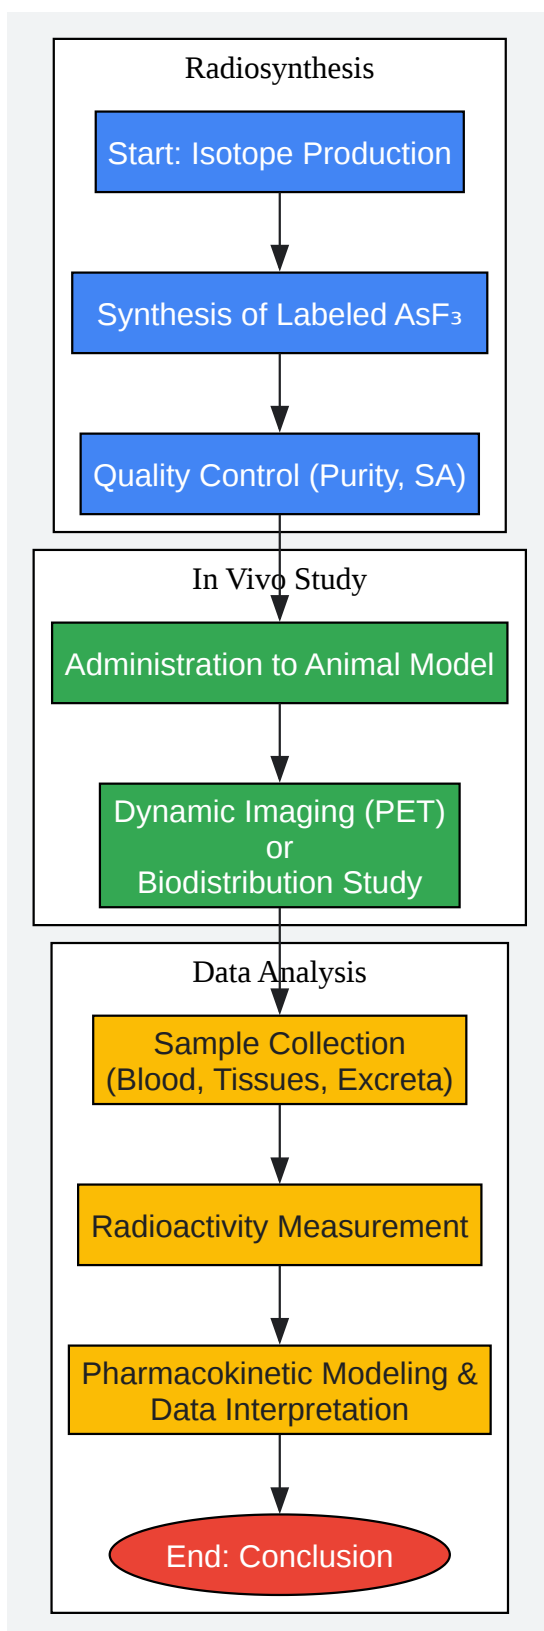 Radiosynthesis
Start: Isotope Production
Synthesis of Labeled AsF₃
Quality Control (Purity, SA)
In Vivo Study
Administration to Animal Model
Dynamic Imaging (PET)
or
Biodistribution Study
Data Analysis
Sample Collection
(Blood, Tissues, Excreta)
Radioactivity Measurement
Pharmacokinetic Modeling &
Data Interpretation
End: Conclusion